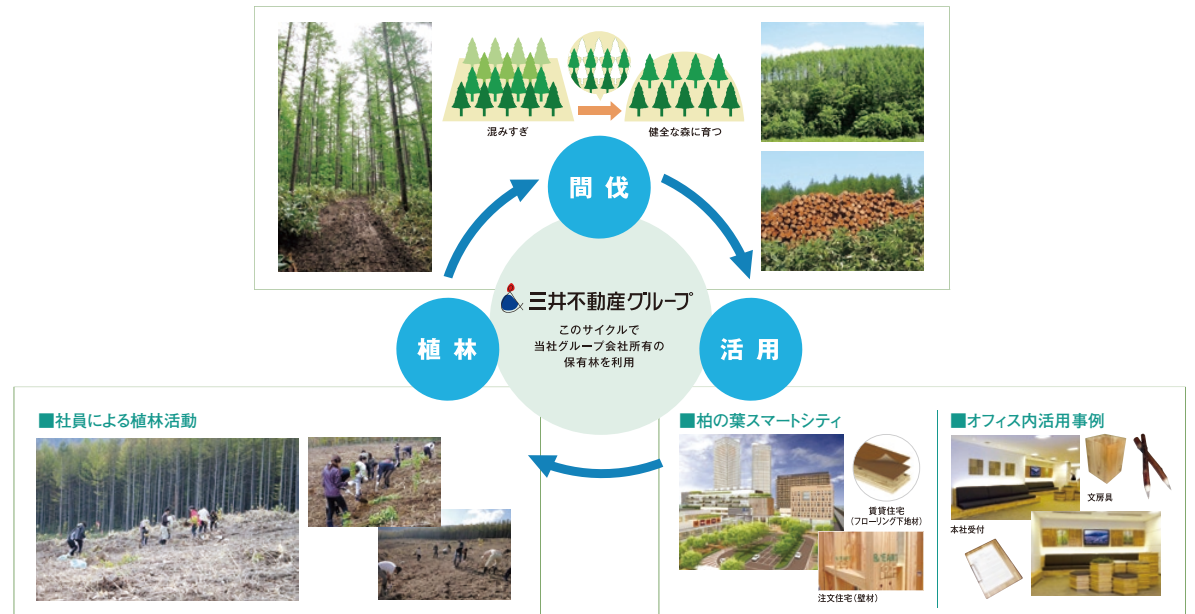 混みすぎ
健全な森に育つ
間伐
三井不動産グループ
このサイクルで
当社グループ会社所有の
保有林を利用
植林
活用
■社員による植林活動
■柏の葉スマートシティ
賃貸住宅
（フローリング下地材）
注文住宅（壁材）
■オフィス内活用事例
文房具
本社受付